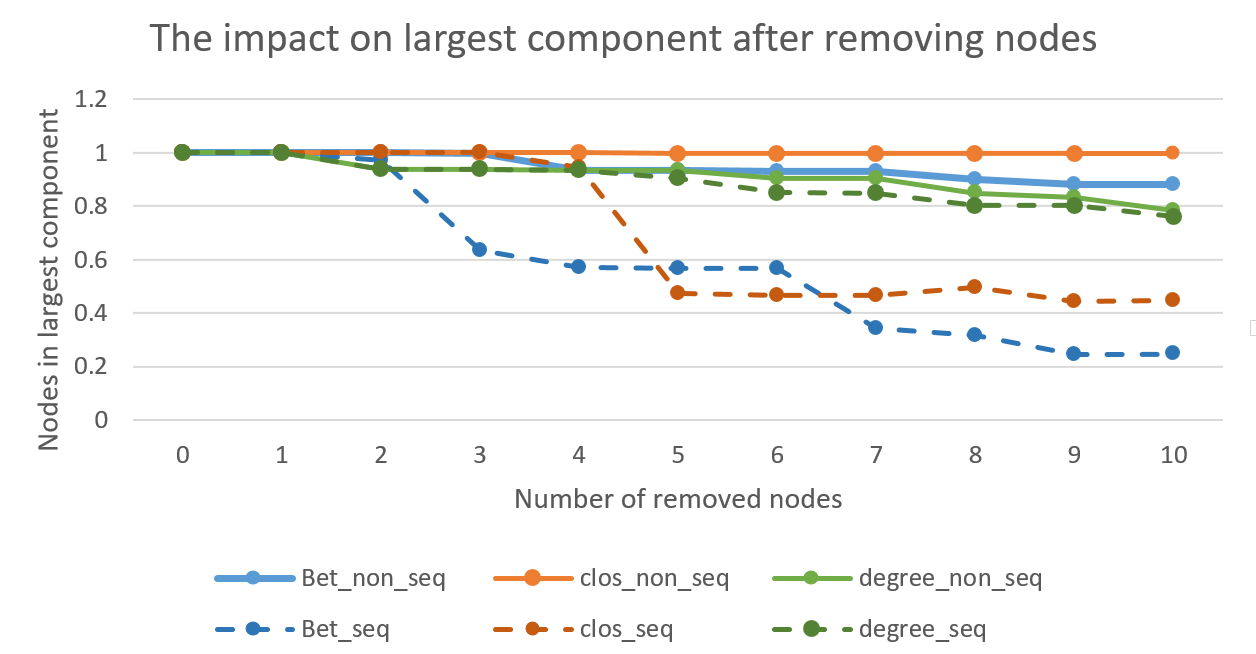 The impact on largest component after removing nodes
1.2
1
0.8
0.6
0.4
0.2
0
Nodes in largest component
0 1 2 3 4 5 6 7 8 9 10
Number of removed nodes
Bet_non_seq clos_non_seq degree_non_seq
Bet_seq clos_seq degree_seq